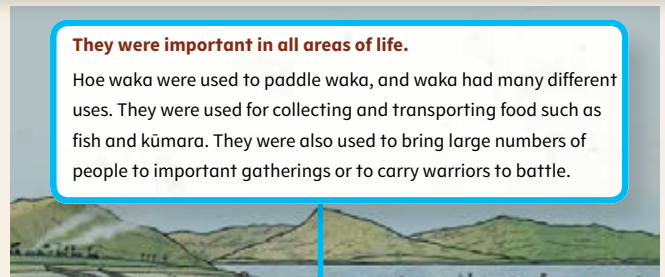 They were important in all areas of life.
Hoe waka were used to paddle waka, and waka had many different
uses. They were used for collecting and transporting food such as
fish and kūmara. They were also used to bring large numbers of
people to important gatherings or to carry warriors to battle.